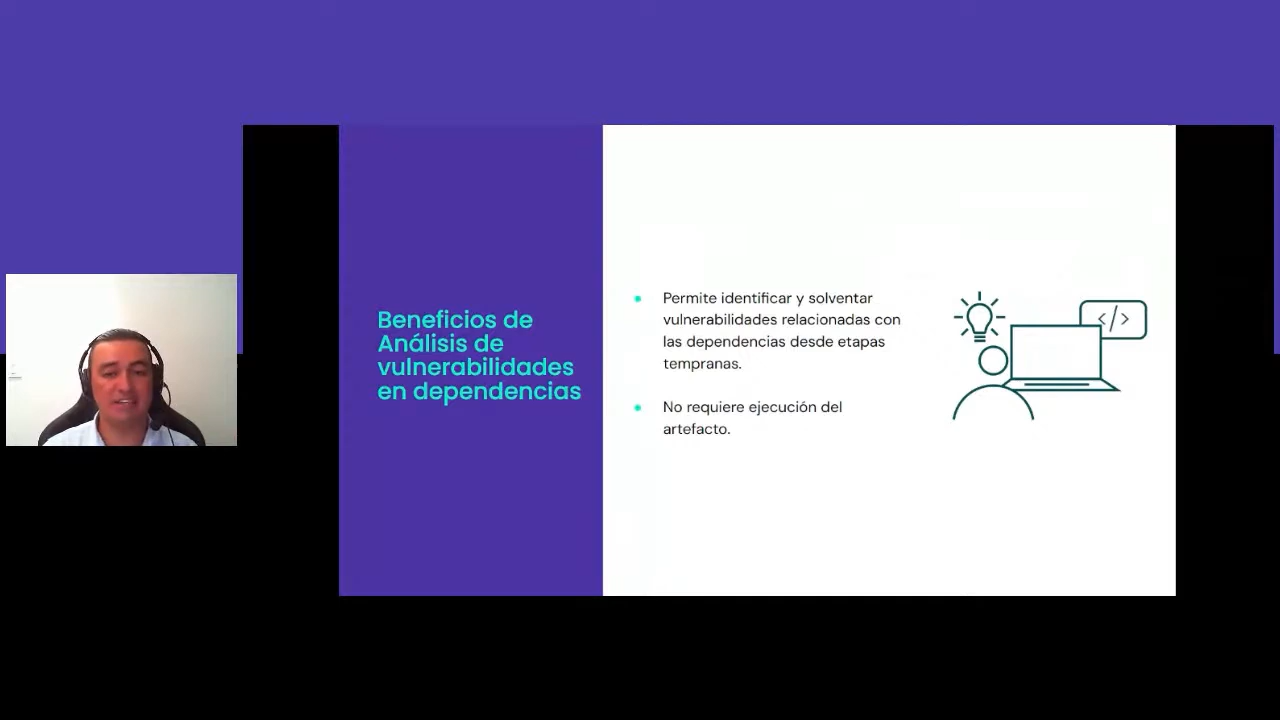 Beneficios de
Análisis de
vulnerabilidades
en dependencias
Permite identificar y solventar
vulnerabilidades relacionadas con
las dependencias desde etapas
tempranas.
No requiere ejecución del
artefacto.